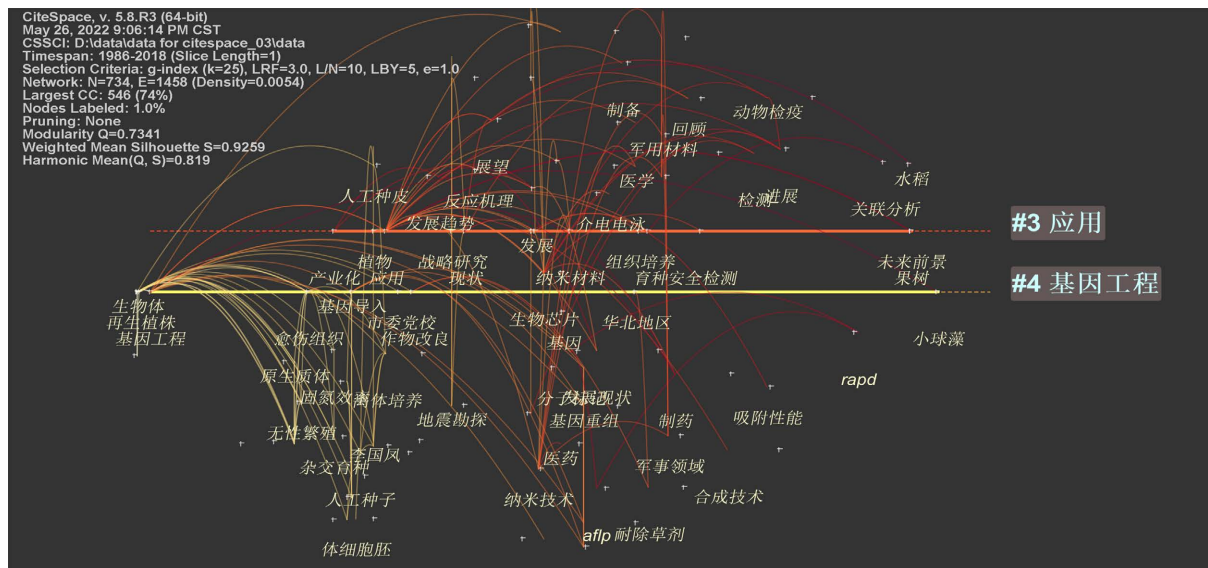 CiteSpace, v. 5.8.R3 (64-bit)
May 26, 2022 9:06:14 PM CST
CSSCI: D:\data\data for citespace_03\data
Timespan: 1986-2018 (Slice Length=1)
Selection Criteria: g-index (k=25), LRF=3.0, L/N=10, LBY=5, e=1.0
Network: N=734, E=1458 (Density=0.0054)
Largest CC: 546 (74%)
Nodes Labeled: 1.0%
Pruning: None
Modularity Q=0.7341
Weighted Mean Silhouette S=0.9259
Harmonic Mean(Q, S)=0.819
制备
动物检疫
回顾
军用材料
展望
医学
水稻
人工种皮
反应机理
检测
进展
关联分析
发展趋势
介电电泳
#3 应用
发展
植物
战略研究
组织培养
未来前景
产业化
应用
现状
纳米材料
育种
安全检测
果树
#4 基因工程
生物体
基因导入
再生植株
市委党校
生物芯片
华北地区
基因工程
愈伤组织
作物改良
基因
小球藻
原生质体
rapd
固氮效率
离体培养
发展现状
地震勘探
基因重组
制药
吸附性能
无性繁殖
李国凤
杂交育种
医药
军事领域
人工种子
纳米技术
合成技术
aflp
耐除草剂
体细胞胚